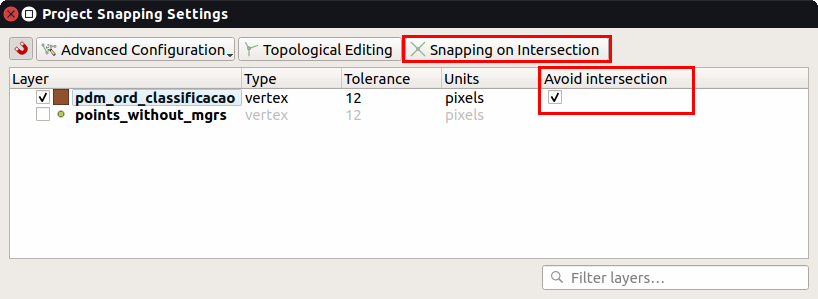 Project Snapping Settings
Advanced Configuration Topological Editing Snapping on Intersection
Layer Type Tolerance Units Avoid intersection
pdm_ord_classificacao vertex 12 pixels
points_without_mgrs vertex 12 pixels
Filter layers...